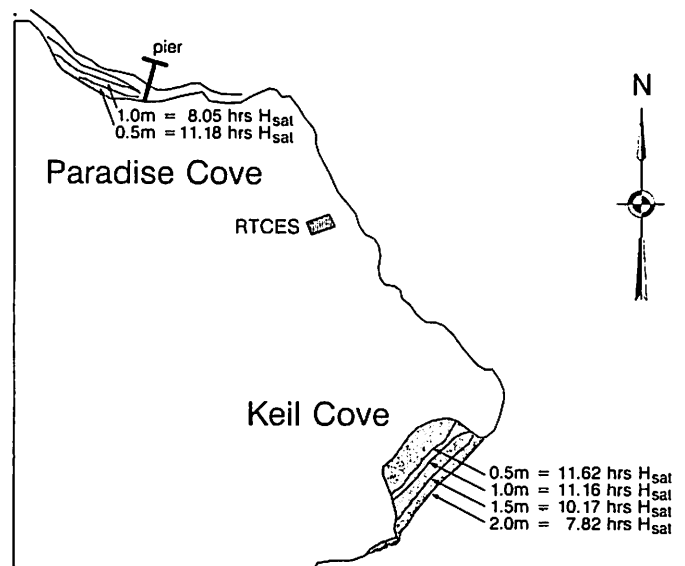 pier
1.0m = 8.05 hrs Hsat
0.5m = 11.18 hrs Hsat
Paradise Cove
N
RTCES
Keil Cove
0.5m = 11.62 hrs Hsat
1.0m = 11.16 hrs Hsat
1.5m = 10.17 hrs Hsat
2.0m = 7.82 hrs Hsat